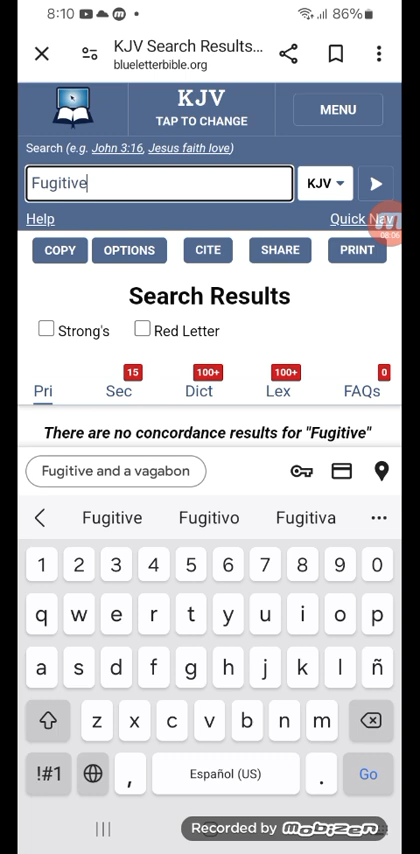 8:10
86%
KJV Search Results...
blueletterbible.org
KJV
TAP TO CHANGE
MENU
Search (e.g. John 3:16, Jesus faith love)
Fugitive
KJV
Help
Quick Nav
08:06
COPY
OPTIONS
CITE
SHARE
PRINT
Search Results
Strong's
Red Letter
15
100+
100+
0
Pri
Sec
Dict
Lex
FAQs
There are no concordance results for "Fugitive"
Fugitive and a vagabon
Fugitive
Fugitivo
Fugitiva
1 2 3 4 5 6 7 8 9 0
q w e r t y u i o p
a s d f g h j k l ñ
z x c v b n m
!#1 , Español (US) . Go
Recorded by mobizen